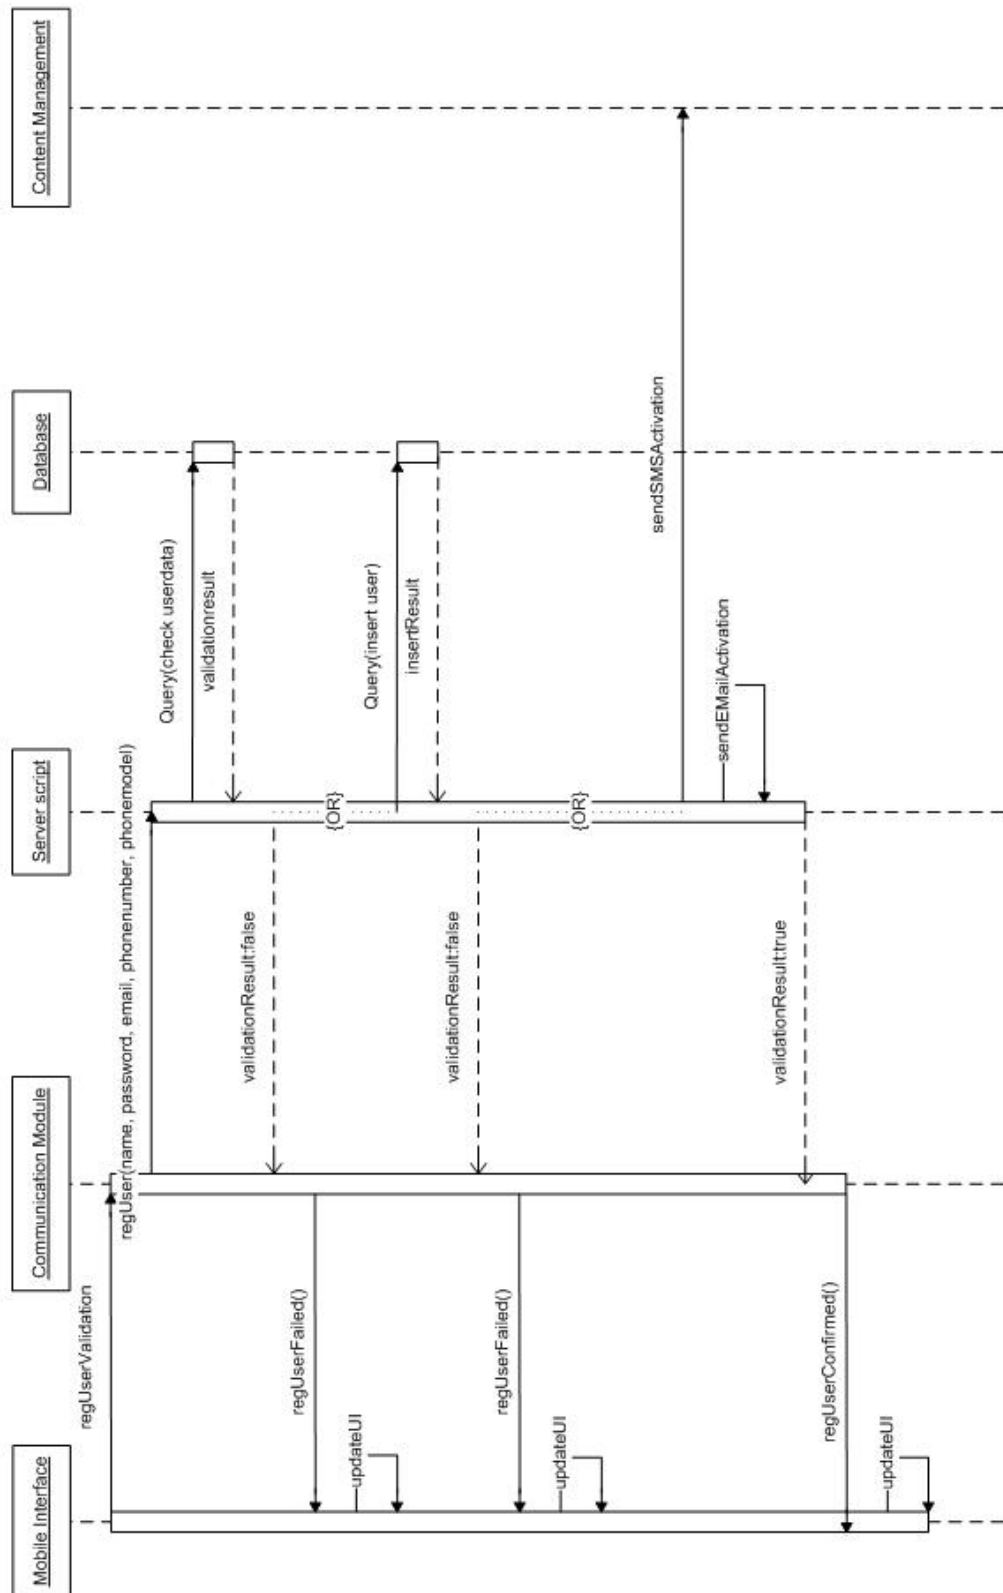 Mobile Interface
Communication Module
Server script
Database
Content Management
regUserValidation
regUser(name, password, email, phonenumber, phonemodel)
Query(check userdata)
validationresult
validationResult:false
{OR}
regUserFailed()
updateUI
Query(insert user)
insertResult
validationResult:false
{OR}
regUserFailed()
updateUI
sendSMSActivation
sendEMailActivation
validationResult:true
regUserConfirmed()
updateUI